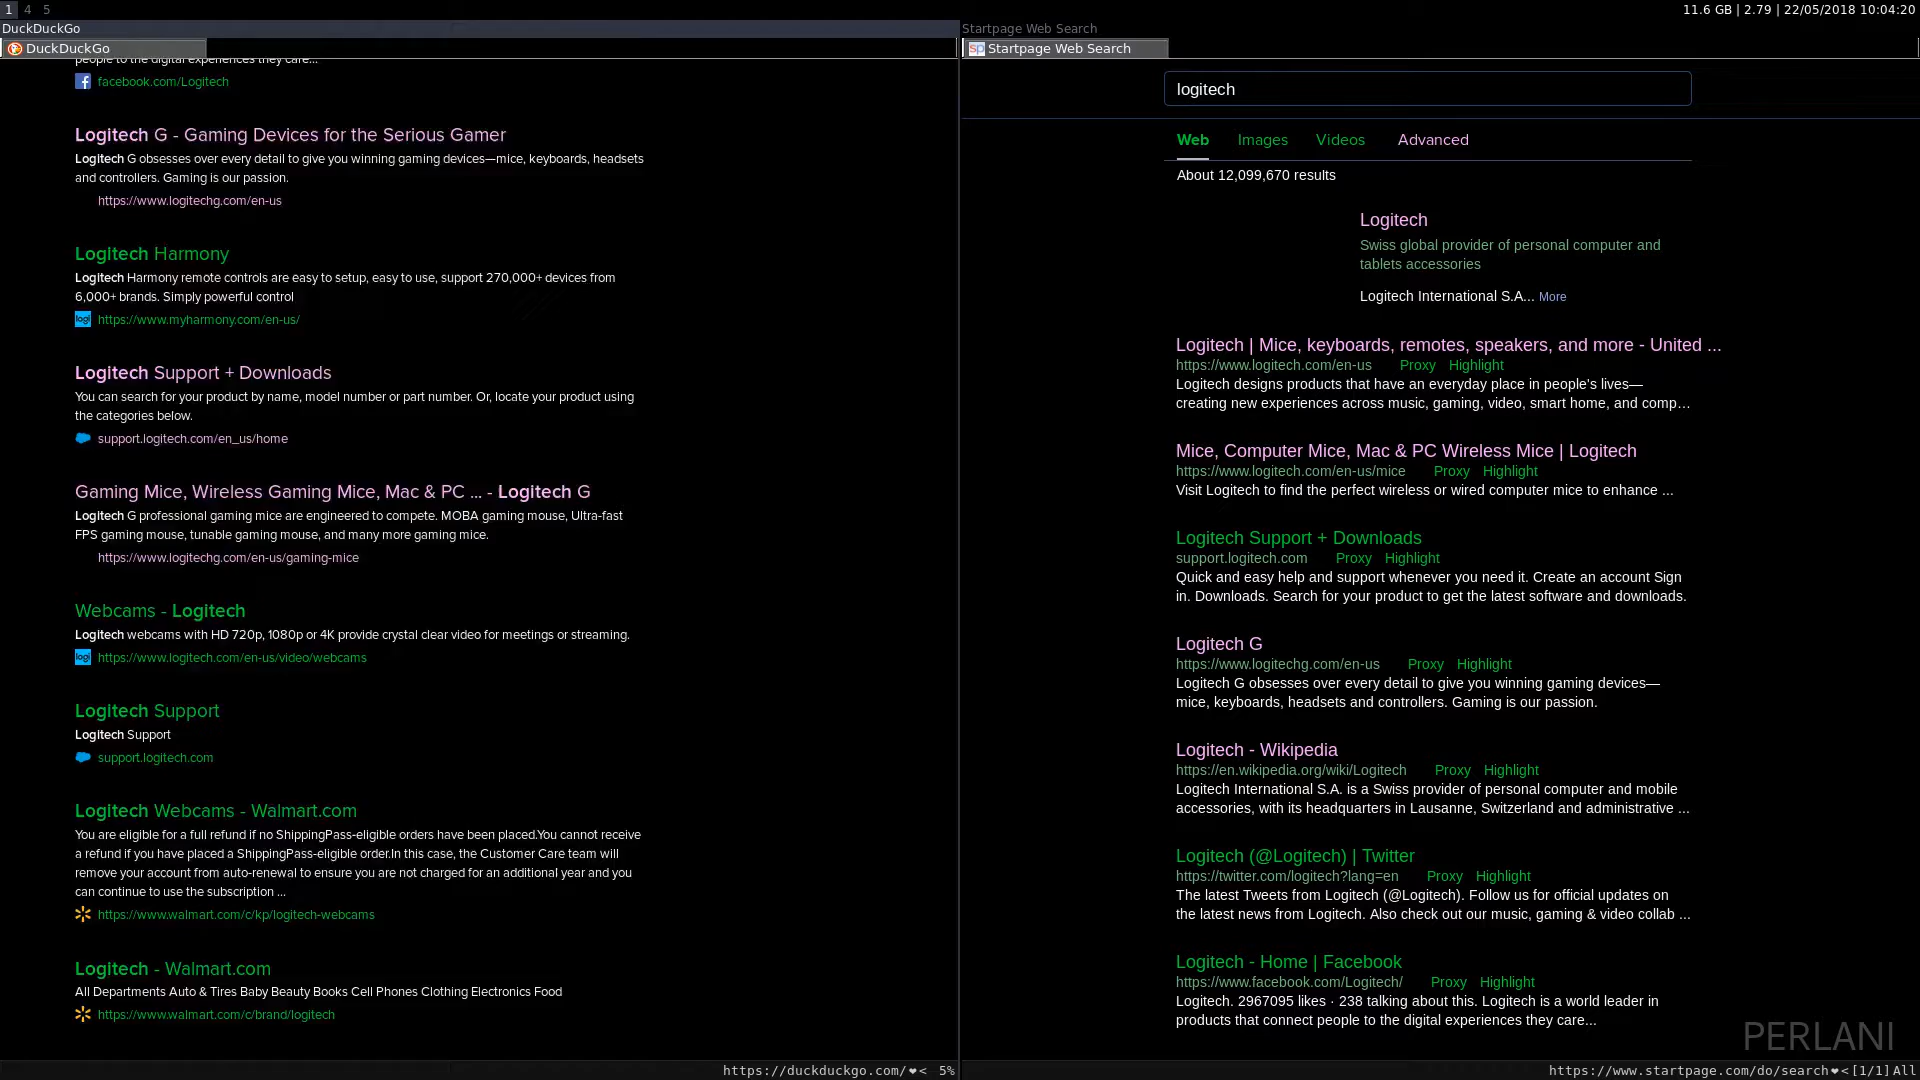 1 4 5
11.6 GB | 2.79 | 22/05/2018 10:04:20
DuckDuckGo
DuckDuckGo
people to the digital experiences they care...
facebook.com/Logitech
Logitech G - Gaming Devices for the Serious Gamer
Logitech G obsesses over every detail to give you winning gaming devices—mice, keyboards, headsets
and controllers. Gaming is our passion.
https://www.logitechg.com/en-us
Logitech Harmony
Logitech Harmony remote controls are easy to setup, easy to use, support 270,000+ devices from
6,000+ brands. Simply powerful control
logi
https://www.myharmony.com/en-us/
Logitech Support + Downloads
You can search for your product by name, model number or part number. Or, locate your product using
the categories below.
support.logitech.com/en_us/home
Gaming Mice, Wireless Gaming Mice, Mac & PC ... - Logitech G
Logitech G professional gaming mice are engineered to compete. MOBA gaming mouse, Ultra-fast
FPS gaming mouse, tunable gaming mouse, and many more gaming mice.
https://www.logitechg.com/en-us/gaming-mice
Webcams - Logitech
Logitech webcams with HD 720p, 1080p or 4K provide crystal clear video for meetings or streaming.
logi
https://www.logitech.com/en-us/video/webcams
Logitech Support
Logitech Support
support.logitech.com
Logitech Webcams - Walmart.com
You are eligible for a full refund if no ShippingPass-eligible orders have been placed.You cannot receive
a refund if you have placed a ShippingPass-eligible order.In this case, the Customer Care team will
remove your account from auto-renewal to ensure you are not charged for an additional year and you
can continue to use the subscription ...
https://www.walmart.com/c/kp/logitech-webcams
Logitech - Walmart.com
All Departments Auto & Tires Baby Beauty Books Cell Phones Clothing Electronics Food
https://www.walmart.com/c/brand/logitech
https://duckduckgo.com/❤< 5%
Startpage Web Search
sp Startpage Web Search
logitech
Web Images Videos Advanced
About 12,099,670 results
Logitech
Swiss global provider of personal computer and
tablets accessories
Logitech International S.A... More
Logitech | Mice, keyboards, remotes, speakers, and more - United ...
https://www.logitech.com/en-us Proxy Highlight
Logitech designs products that have an everyday place in people's lives—
creating new experiences across music, gaming, video, smart home, and comp…
Mice, Computer Mice, Mac & PC Wireless Mice | Logitech
https://www.logitech.com/en-us/mice Proxy Highlight
Visit Logitech to find the perfect wireless or wired computer mice to enhance ...
Logitech Support + Downloads
support.logitech.com Proxy Highlight
Quick and easy help and support whenever you need it. Create an account Sign
in. Downloads. Search for your product to get the latest software and downloads.
Logitech G
https://www.logitechg.com/en-us Proxy Highlight
Logitech G obsesses over every detail to give you winning gaming devices—
mice, keyboards, headsets and controllers. Gaming is our passion.
Logitech - Wikipedia
https://en.wikipedia.org/wiki/Logitech Proxy Highlight
Logitech International S.A. is a Swiss provider of personal computer and mobile
accessories, with its headquarters in Lausanne, Switzerland and administrative ...
Logitech (@Logitech) | Twitter
https://twitter.com/logitech?lang=en Proxy Highlight
The latest Tweets from Logitech (@Logitech). Follow us for official updates on
the latest news from Logitech. Also check out our music, gaming & video collab ...
Logitech - Home | Facebook
https://www.facebook.com/Logitech/ Proxy Highlight
Logitech. 2967095 likes · 238 talking about this. Logitech is a world leader in
products that connect people to the digital experiences they care...
PERLANI
https://www.startpage.com/do/search❤<[1/1]All